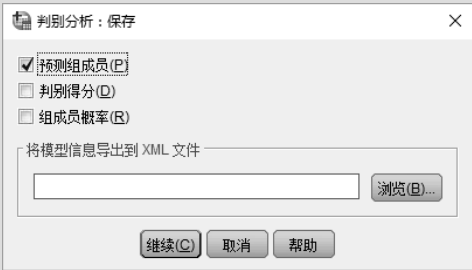 判别分析：保存
预测组成员(P)
判别得分(D)
组成员概率(R)
将模型信息导出到 XML 文件
浏览(B)...
继续(C) 取消 帮助